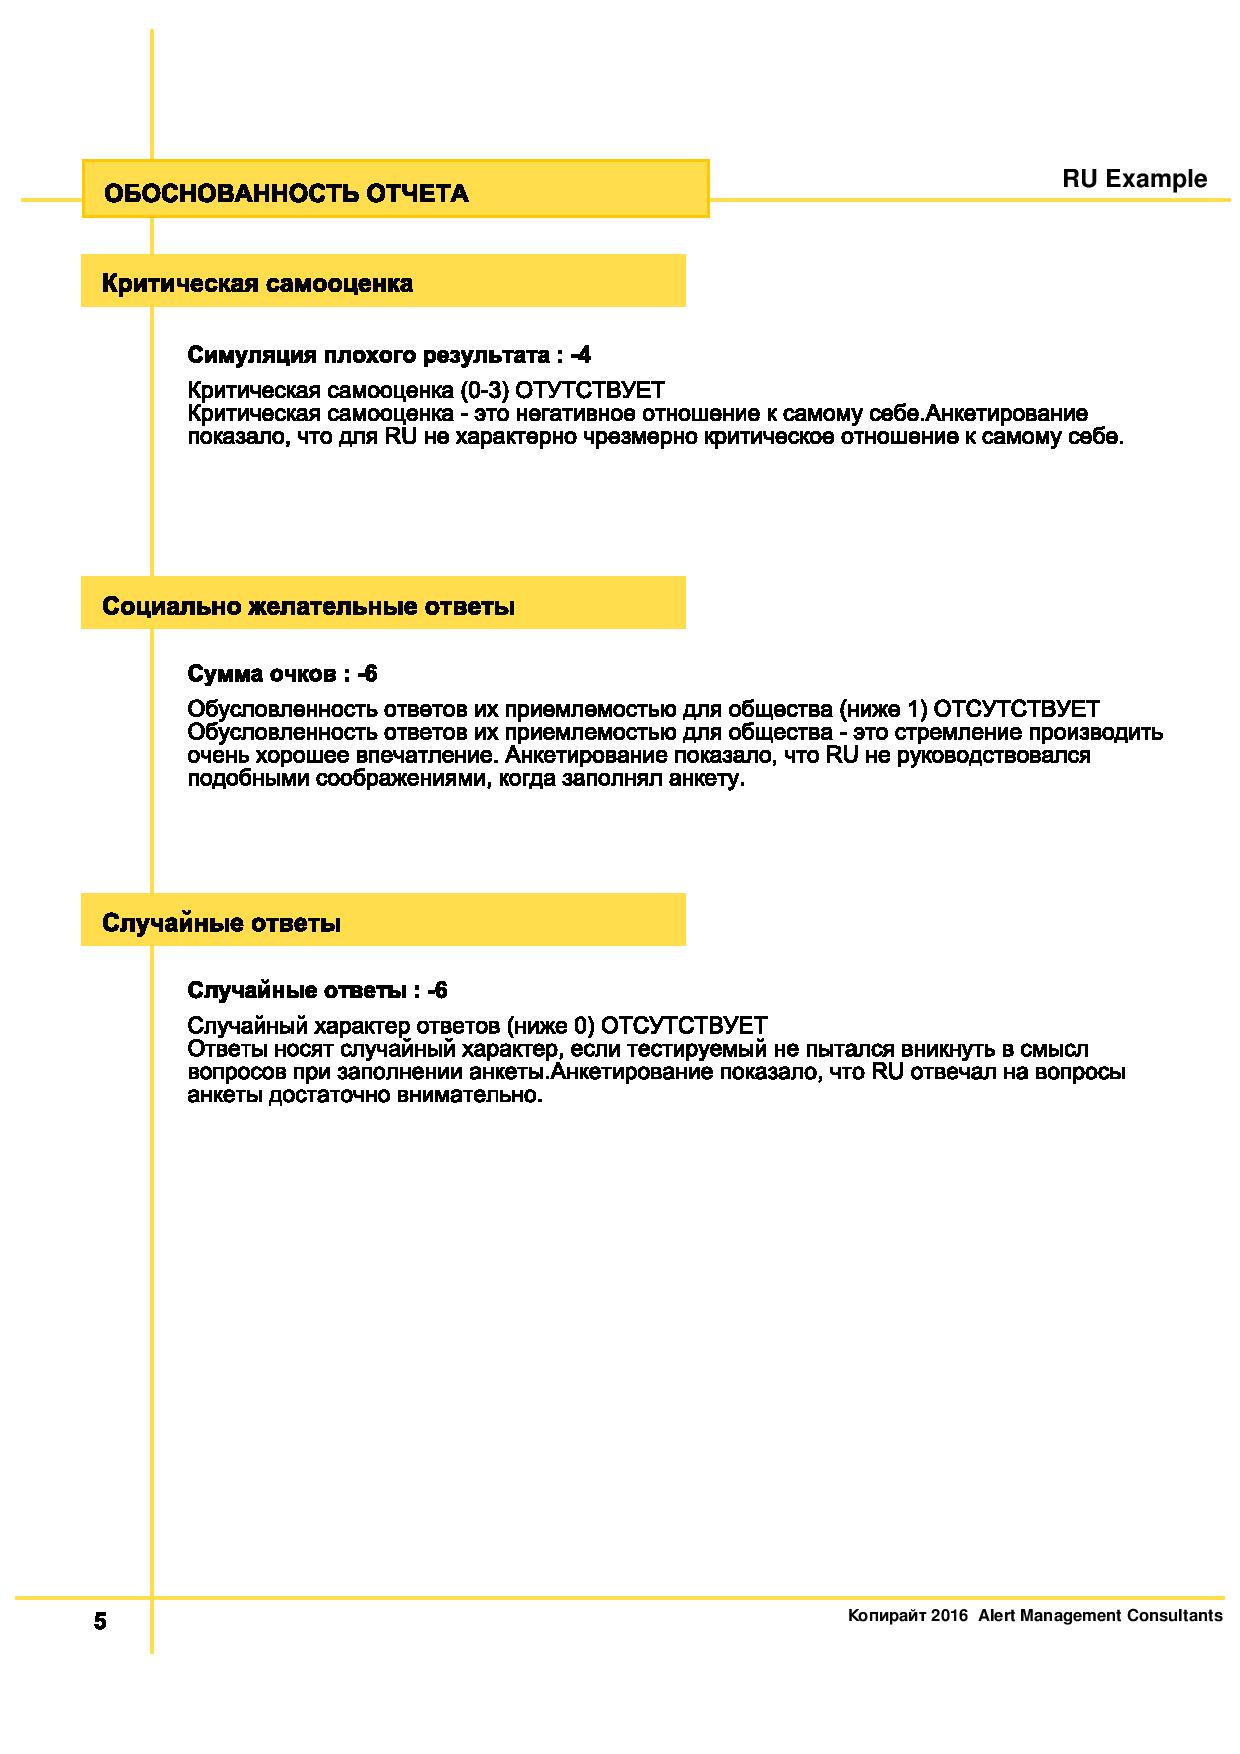 RU Example
ОБОСНОВАННОСТЬ ОТЧЕТА
Критическая самооценка
Симуляция плохого результата : -4
Критическая самооценка (0-3) ОТУТСТВУЕТ
Критическая самооценка - это негативное отношение к самому себе.Анкетирование
показало, что для RU не характерно чрезмерно критическое отношение к самому себе.
Социально желательные ответы
Сумма очков : -6
Обусловленность ответов их приемлемостью для общества (ниже 1) ОТСУТСТВУЕТ
Обусловленность ответов их приемлемостью для общества - это стремление производить
очень хорошее впечатление. Анкетирование показало, что RU не руководствовался
подобными соображениями, когда заполнял анкету.
Случайные ответы
Случайные ответы : -6
Случайный характер ответов (ниже 0) ОТСУТСТВУЕТ
Ответы носят случайный характер, если тестируемый не пытался вникнуть в смысл
вопросов при заполнении анкеты.Анкетирование показало, что RU отвечал на вопросы
анкеты достаточно внимательно.
5
Копирайт 2016 Alert Management Consultants